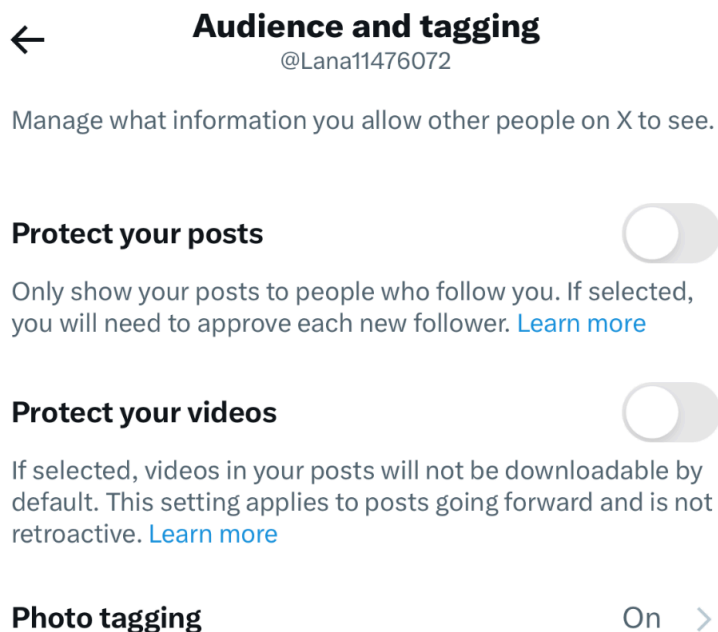 Audience and tagging
@Lana11476072
Manage what information you allow other people on X to see.
Protect your posts
Only show your posts to people who follow you. If selected,
you will need to approve each new follower. Learn more
Protect your videos
If selected, videos in your posts will not be downloadable by
default. This setting applies to posts going forward and is not
retroactive. Learn more
Photo tagging On